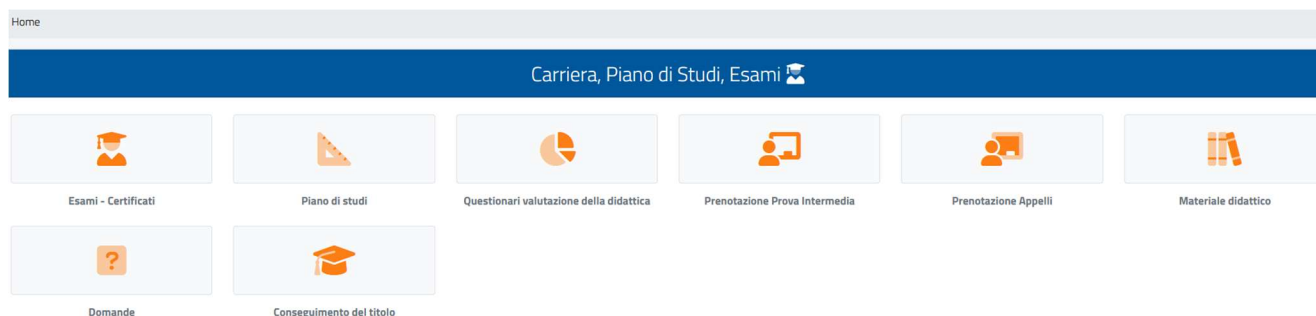 Home
Carriera, Piano di Studi, Esami
Esami - Certificati
Piano di studi
Questionari valutazione della didattica
Prenotazione Prova Intermedia
Prenotazione Appelli
Materiale didattico
?
Domande
Conseguimento del titolo